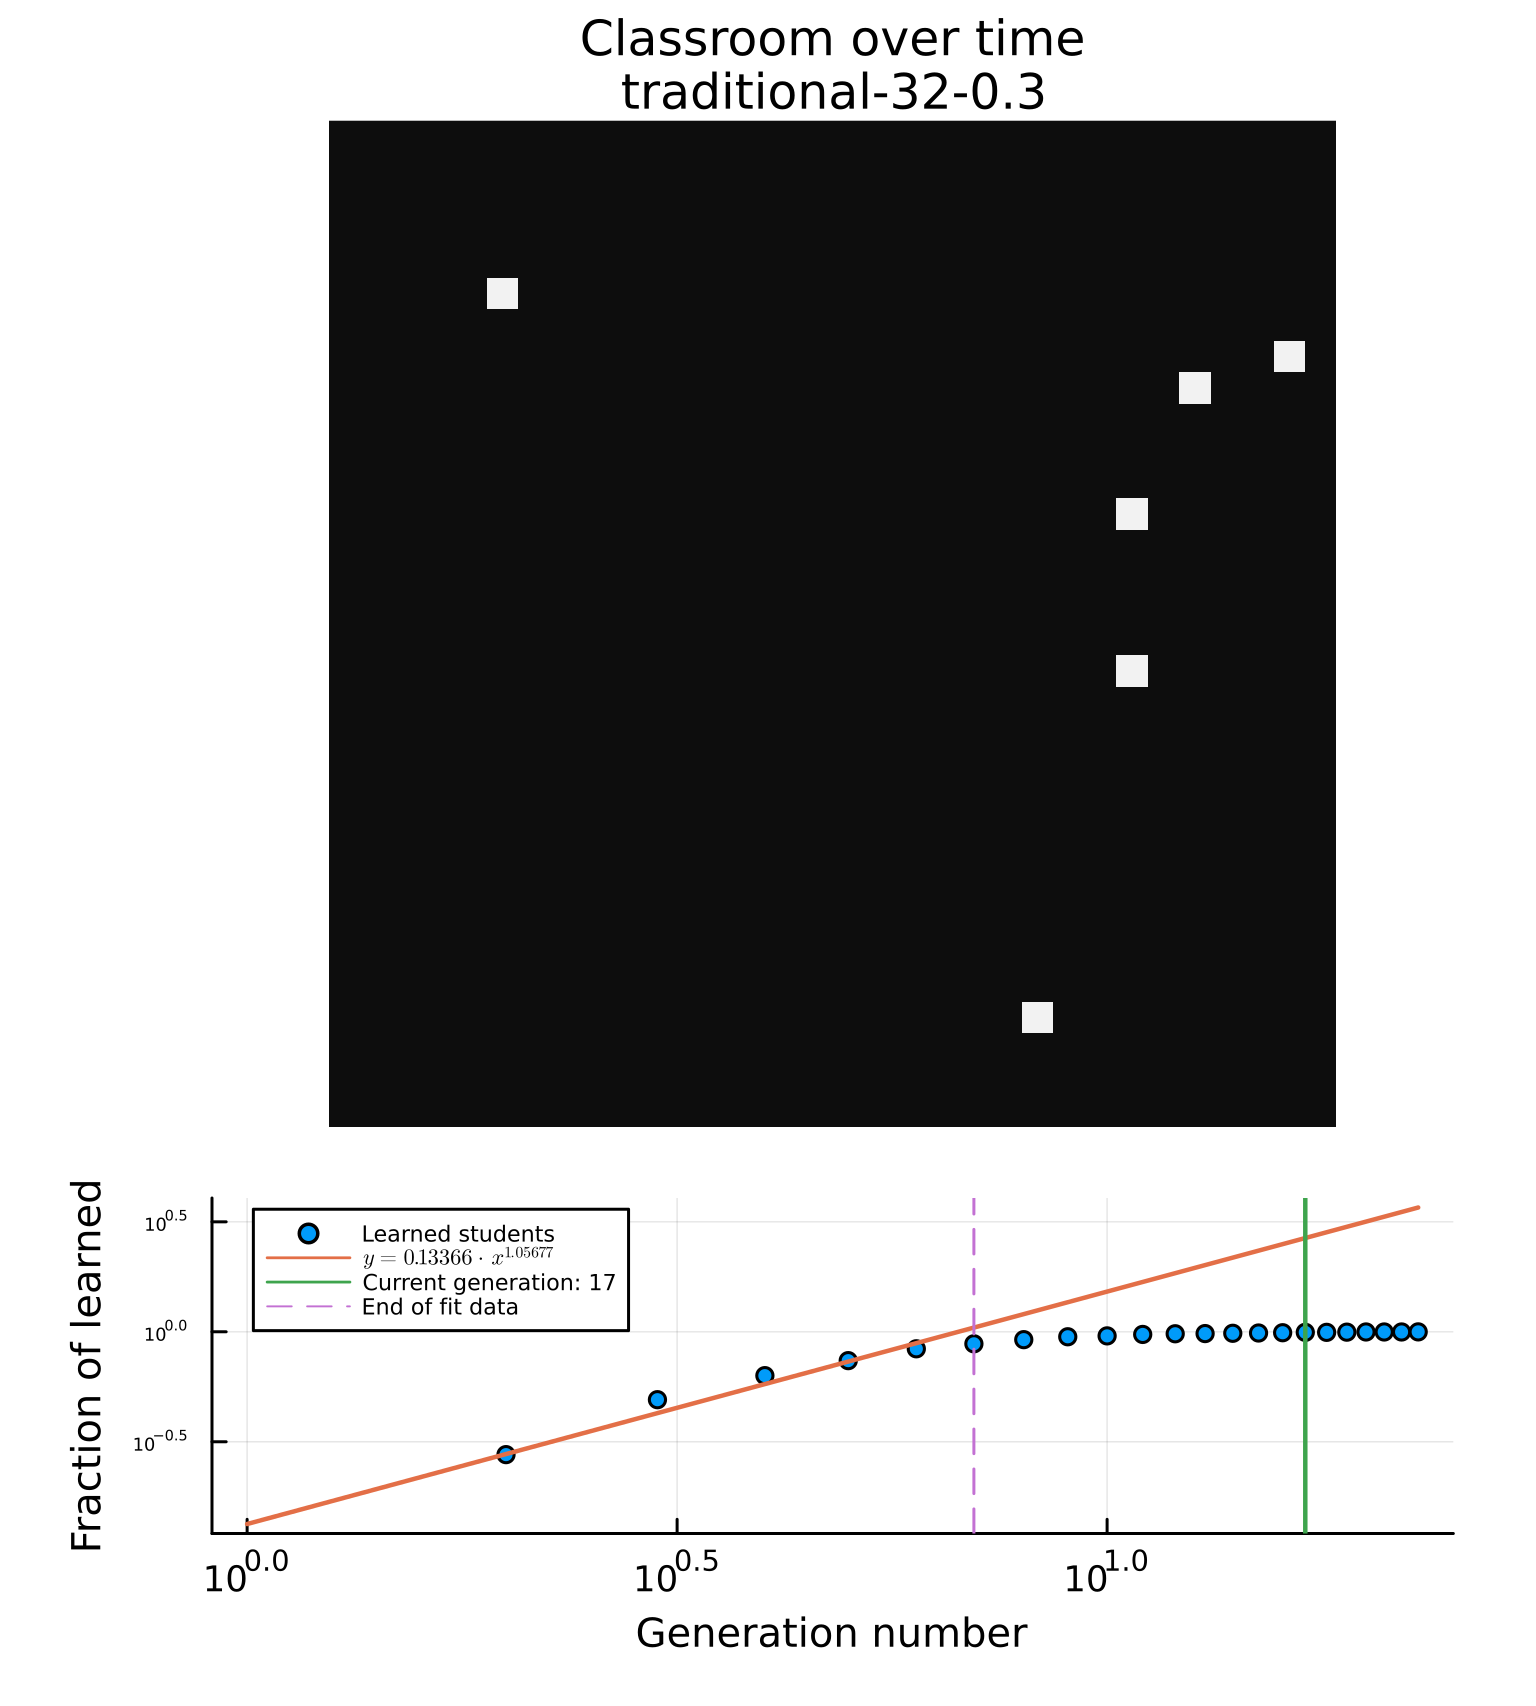 Classroom over time
traditional-32-0.3
Fraction of learned
10^0.5
10^0.0
10^−0.5
Learned students
y = 0.13366 · x^1.05677
Current generation: 17
End of fit data
10^0.0
10^0.5
10^1.0
Generation number